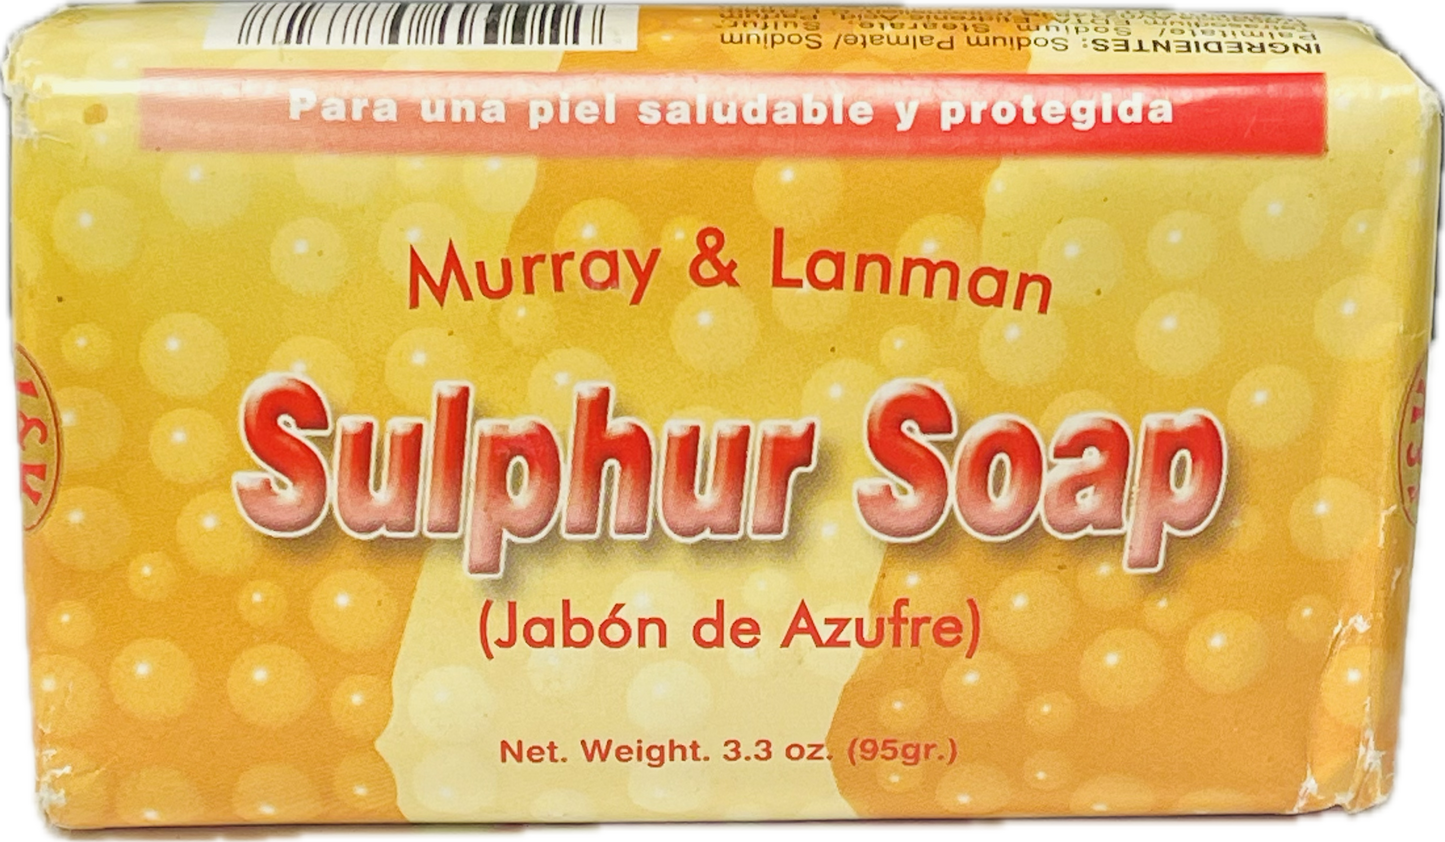 INGREDIENTES: Sodium Palmate/ Sodium
Para una piel saludable y protegida
Murray & Lanman
Sulphur Soap
(Jabón de Azufre)
Net. Weight. 3.3 oz. (95gr.)